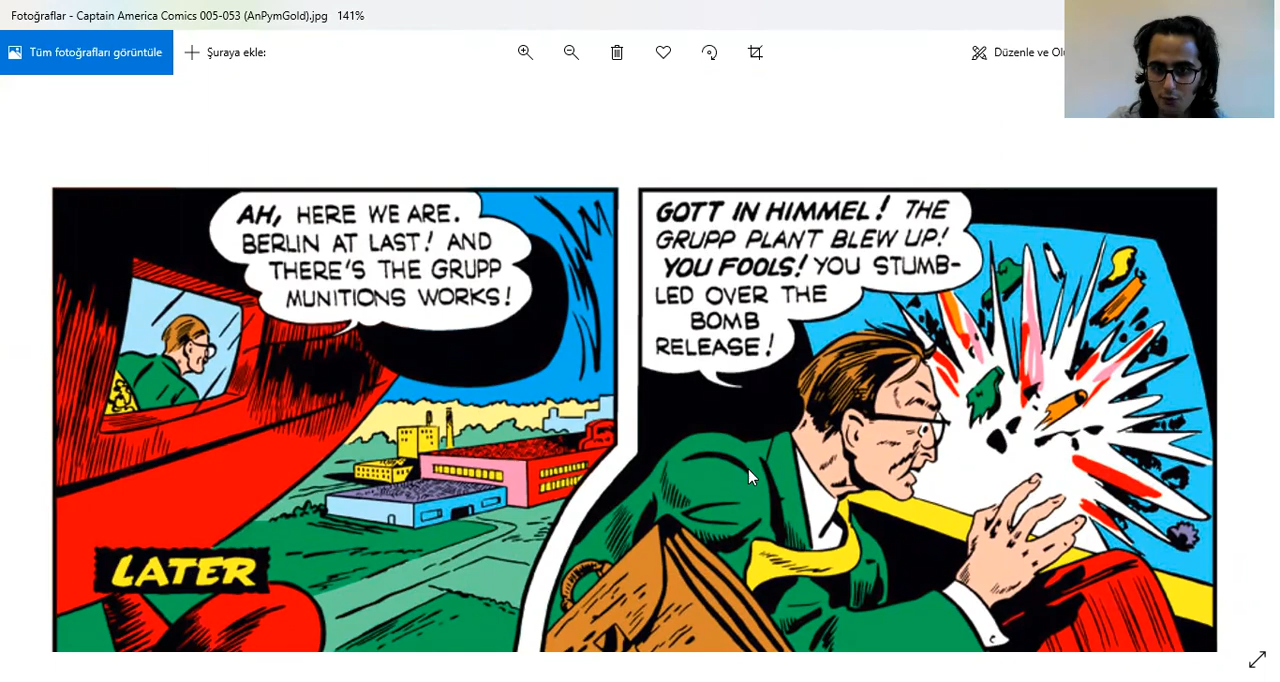 Fotoğraflar - Captain America Comics 005-053 (AnPymGold).jpg 141%
Tüm fotoğrafları görüntüle
Şuraya ekle:
Düzenle ve
AH, HERE WE ARE.
BERLIN AT LAST! AND
THERE'S THE GRUPP
MUNITIONS WORKS!
LATER
GOTT IN HIMMEL! THE
GRUPP PLANT BLEW UP!
YOU FOOLS! YOU STUMB-
LED OVER THE
BOMB
RELEASE!